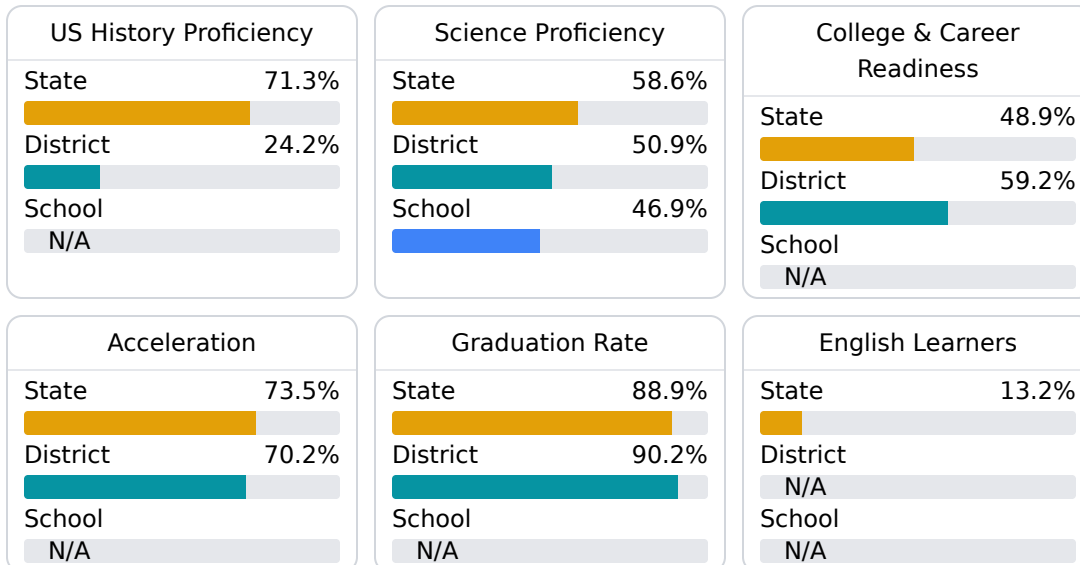 US History Proficiency
State 71.3%
District 24.2%
School
N/A
Science Proficiency
State 58.6%
District 50.9%
School 46.9%
College & Career
Readiness
State 48.9%
District 59.2%
School
N/A
Acceleration
State 73.5%
District 70.2%
School
N/A
Graduation Rate
State 88.9%
District 90.2%
School
N/A
English Learners
State 13.2%
District
N/A
School
N/A